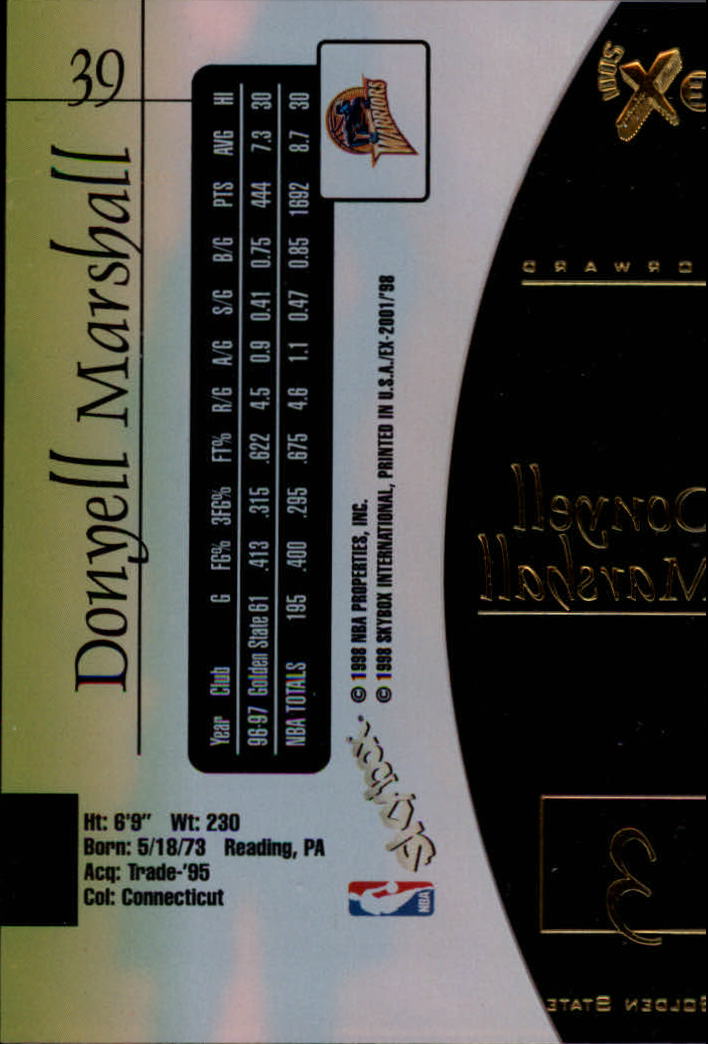 39
Donyell Marshall
Year Club G FG% 3FG% FT% R/G A/G S/G B/G PTS AVG HI
96-97 Golden State 61 .413 .315 .622 4.5 0.9 0.41 0.75 444 7.3 30
NBA TOTALS 195 .400 .295 .675 4.6 1.1 0.47 0.85 1692 8.7 30
WARRIORS
© 1998 NBA PROPERTIES, INC.
© 1998 SKYBOX INTERNATIONAL, PRINTED IN U.S.A./EX-2001/'98
SkyBox
NBA
Ht: 6'9" Wt: 230
Born: 5/18/73 Reading, PA
Acq: Trade-'95
Col: Connecticut
E X 2001
Donyell
Marshall
GOLDEN STATE